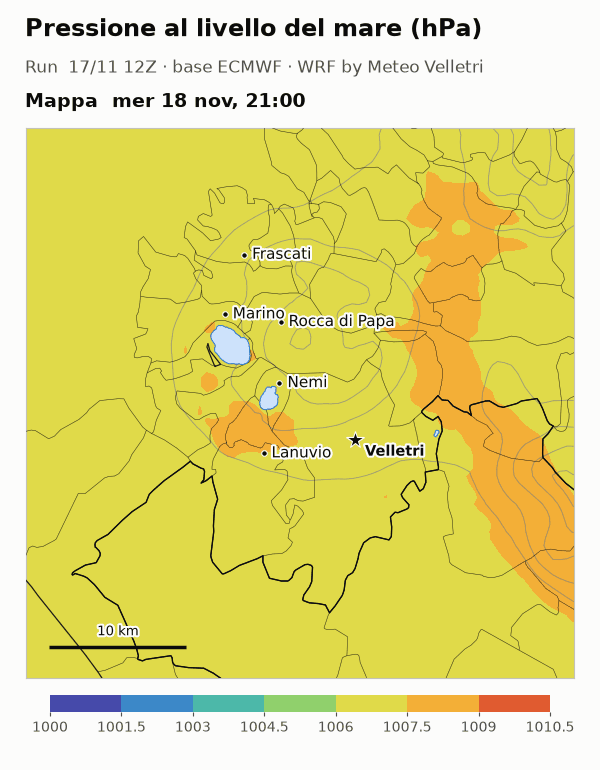 Pressione al livello del mare (hPa)
Run  17/11 12Z · base ECMWF · WRF by Meteo Velletri
Mappa  mer 18 nov, 21:00
Frascati
Marino
Rocca di Papa
Nemi
Velletri
Lanuvio
10 km
1000 1001.5 1003 1004.5 1006 1007.5 1009 1010.5